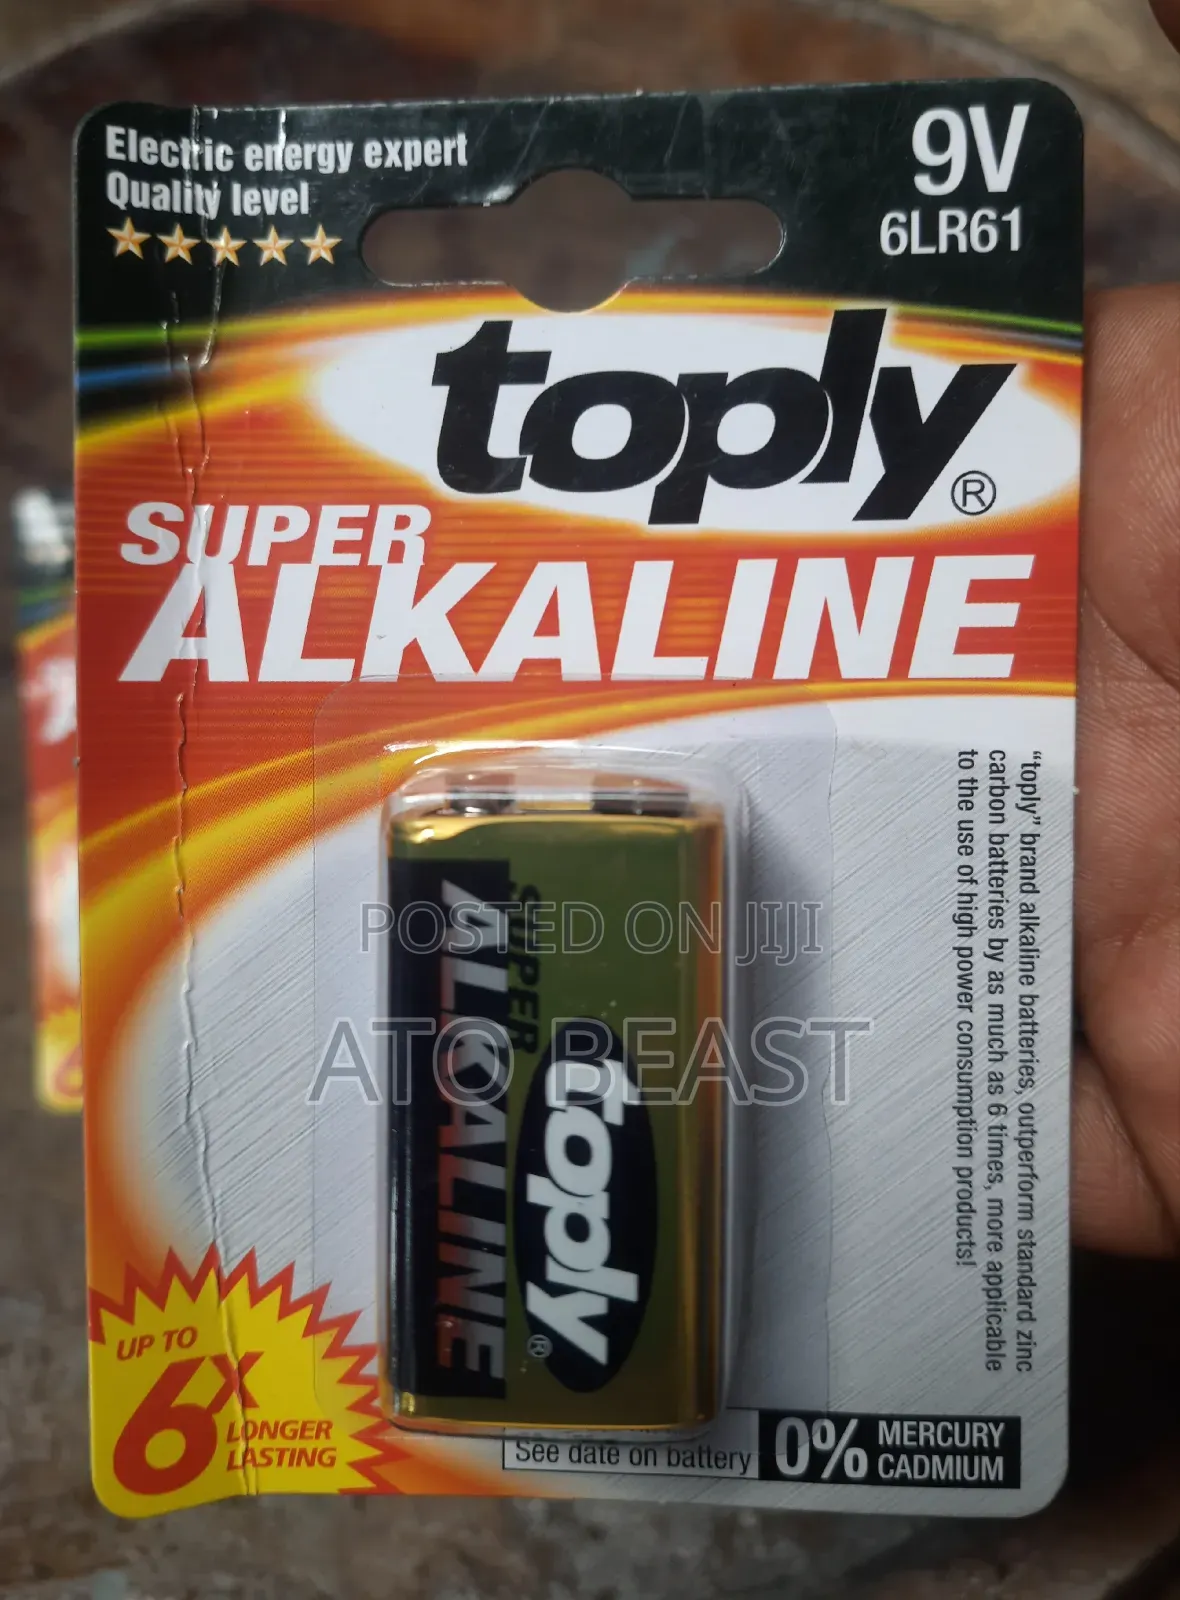 Electric energy expert
Quality level
9V
6LR61
toply®
SUPER
ALKALINE
"toply" brand alkaline batteries, outperform standard zinc
carbon batteries by as much as 6 times, more applicable
to the use of high power consumption products!
SUPER
ALKALINE
toply®
POSTED ON JIJI
ATO BEAST
UP TO
6X
LONGER
LASTING
See date on battery
0% MERCURY
CADMIUM